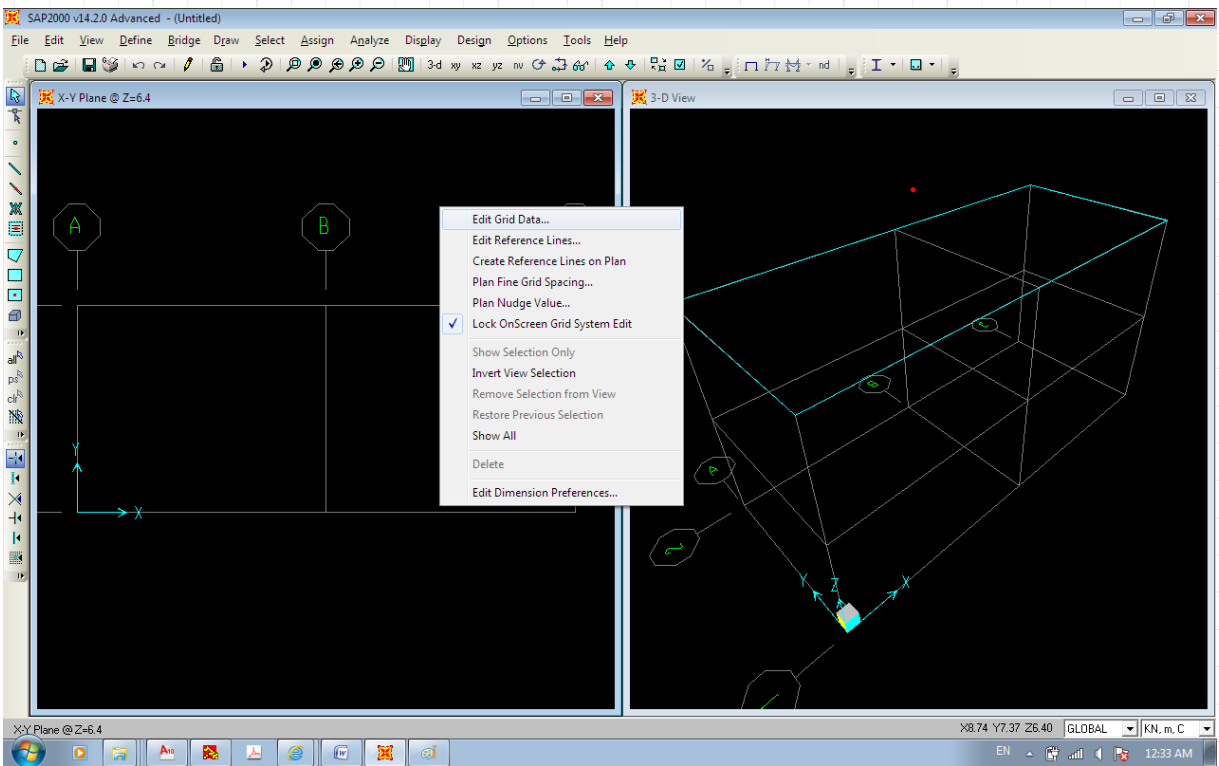 SAP2000 v14.2.0 Advanced - (Untitled)
File Edit View Define Bridge Draw Select Assign Analyze Display Design Options Tools Help
3-d xy xz yz nv nd
X-Y Plane @ Z=6.4
3-D View
A
B
Edit Grid Data...
Edit Reference Lines...
Create Reference Lines on Plan
Plan Fine Grid Spacing...
Plan Nudge Value...
Lock OnScreen Grid System Edit
Show Selection Only
Invert View Selection
Remove Selection from View
Restore Previous Selection
Show All
Delete
Edit Dimension Preferences...
all
ps
clr
Y
X
B
A
Y
Z
X
X-Y Plane @ Z=6.4
X8.74 Y7.37 Z6.40
GLOBAL
KN, m, C
EN
12:33 AM